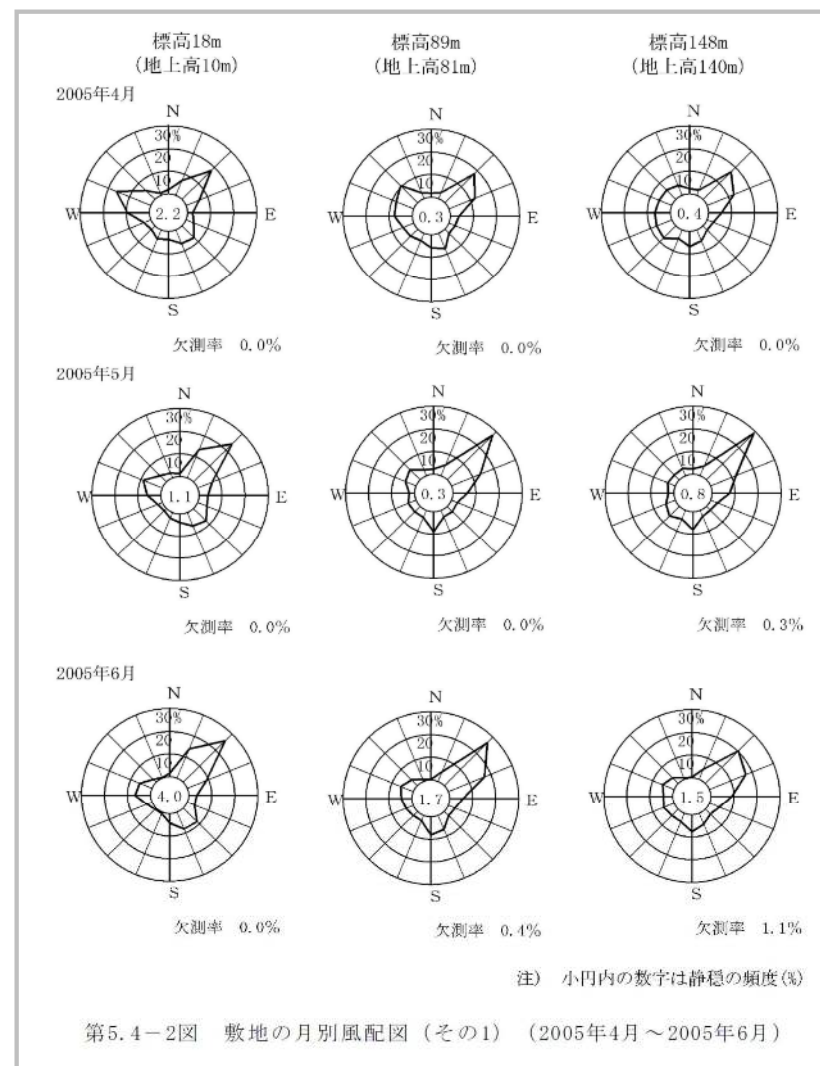 標高18m 標高89m 標高148m
(地上高10m) (地上高81m) (地上高140m)
2005年4月
N N N
30% 30% 30%
20 20 20
10 10 10
W 2.2 E W 0.3 E W 0.4 E
S S S
欠測率 0.0% 欠測率 0.0% 欠測率 0.0%
2005年5月
N N N
30% 30% 30%
20 20 20
10 10 10
W 1.1 E W 0.3 E W 0.8 E
S S S
欠測率 0.0% 欠測率 0.0% 欠測率 0.3%
2005年6月
N N N
30% 30% 30%
20 20 20
10 10 10
W 4.0 E W 1.7 E W 1.5 E
S S S
欠測率 0.0% 欠測率 0.4% 欠測率 1.1%
注) 小円内の数字は静穏の頻度(%)
第5.4-2図 敷地の月別風配図 (その1) (2005年4月~2005年6月)